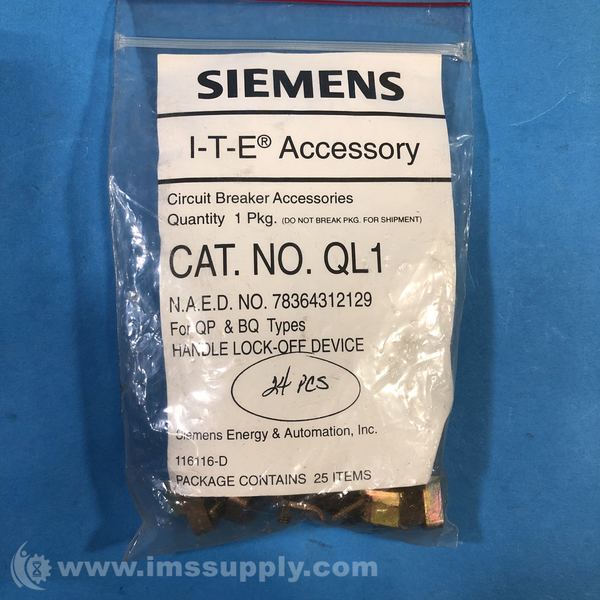 SIEMENS
I-T-E® Accessory
Circuit Breaker Accessories
Quantity 1 Pkg. (DO NOT BREAK PKG. FOR SHIPMENT)
CAT. NO. QL1
N.A.E.D. NO. 78364312129
For QP & BQ Types
HANDLE LOCK-OFF DEVICE
24 PCS
Siemens Energy & Automation, Inc.
116116-D
PACKAGE CONTAINS 25 ITEMS
www.imssupply.com